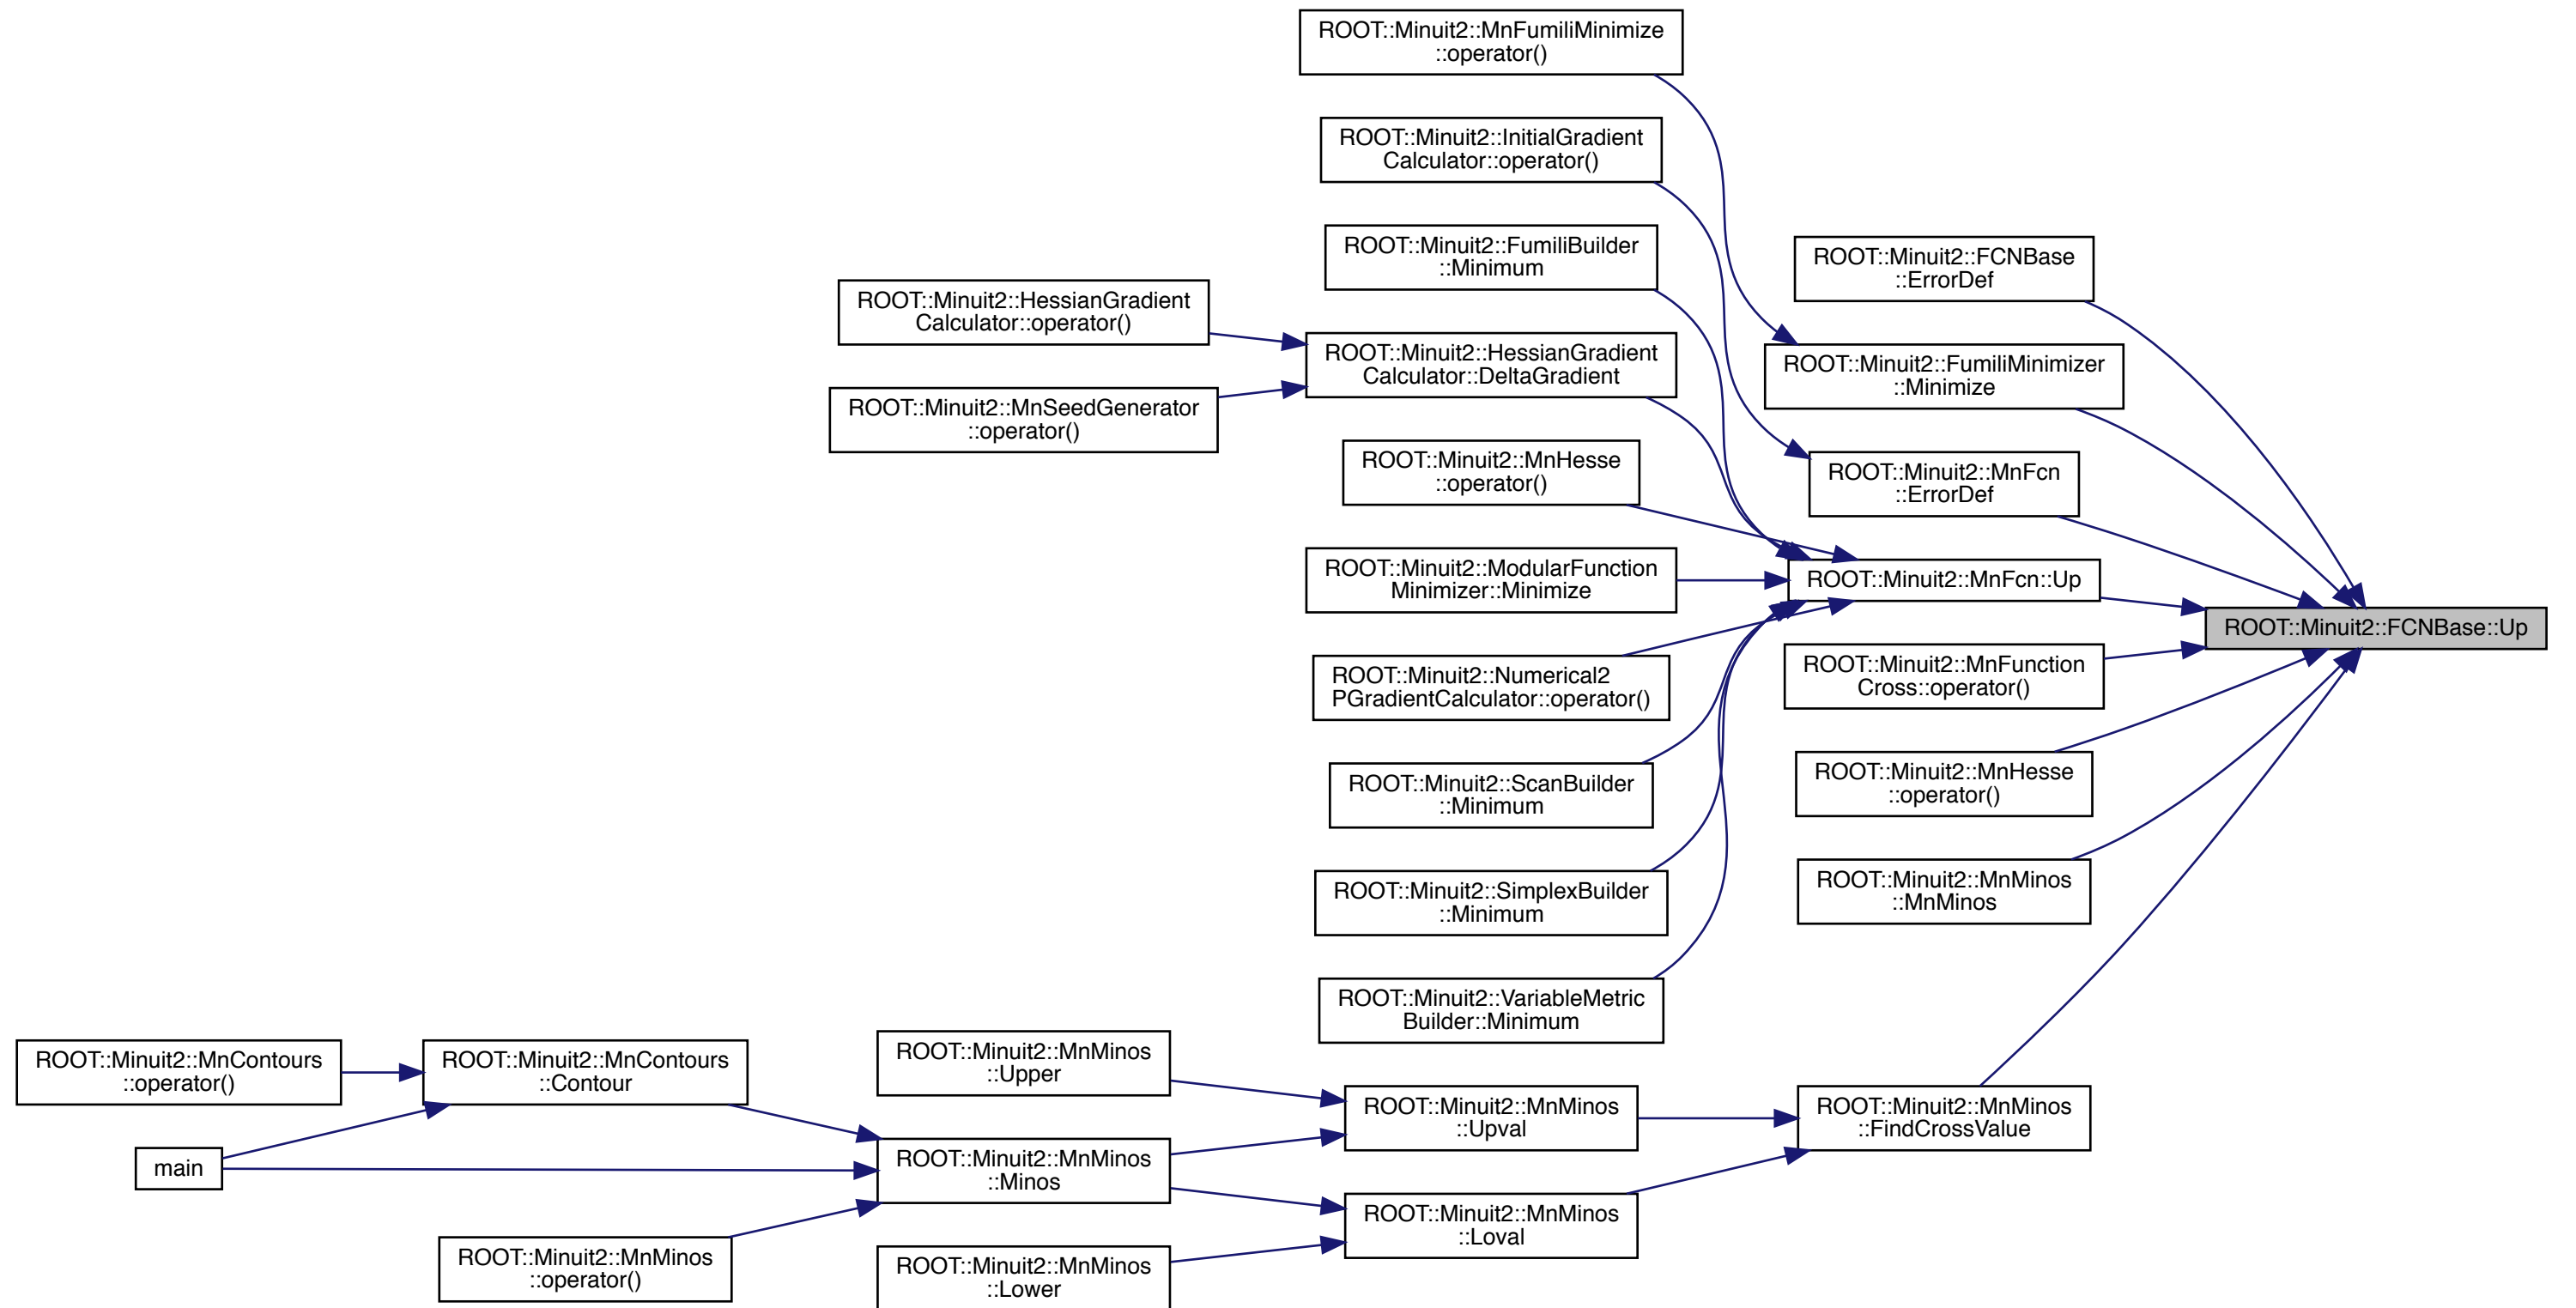 ROOT::Minuit2::MnFumiliMinimize
::operator()
ROOT::Minuit2::InitialGradient
Calculator::operator()
ROOT::Minuit2::FumiliBuilder
::Minimum
ROOT::Minuit2::FCNBase
::ErrorDef
ROOT::Minuit2::HessianGradient
Calculator::operator()
ROOT::Minuit2::HessianGradient
Calculator::DeltaGradient
ROOT::Minuit2::FumiliMinimizer
::Minimize
ROOT::Minuit2::MnSeedGenerator
::operator()
ROOT::Minuit2::MnHesse
::operator()
ROOT::Minuit2::MnFcn
::ErrorDef
ROOT::Minuit2::ModularFunction
Minimizer::Minimize
ROOT::Minuit2::MnFcn::Up
ROOT::Minuit2::FCNBase::Up
ROOT::Minuit2::Numerical2
PGradientCalculator::operator()
ROOT::Minuit2::MnFunction
Cross::operator()
ROOT::Minuit2::ScanBuilder
::Minimum
ROOT::Minuit2::MnHesse
::operator()
ROOT::Minuit2::SimplexBuilder
::Minimum
ROOT::Minuit2::MnMinos
::MnMinos
ROOT::Minuit2::VariableMetric
Builder::Minimum
ROOT::Minuit2::MnContours
::operator()
ROOT::Minuit2::MnContours
::Contour
ROOT::Minuit2::MnMinos
::Upper
ROOT::Minuit2::MnMinos
::Upval
ROOT::Minuit2::MnMinos
::FindCrossValue
main
ROOT::Minuit2::MnMinos
::Minos
ROOT::Minuit2::MnMinos
::Loval
ROOT::Minuit2::MnMinos
::operator()
ROOT::Minuit2::MnMinos
::Lower